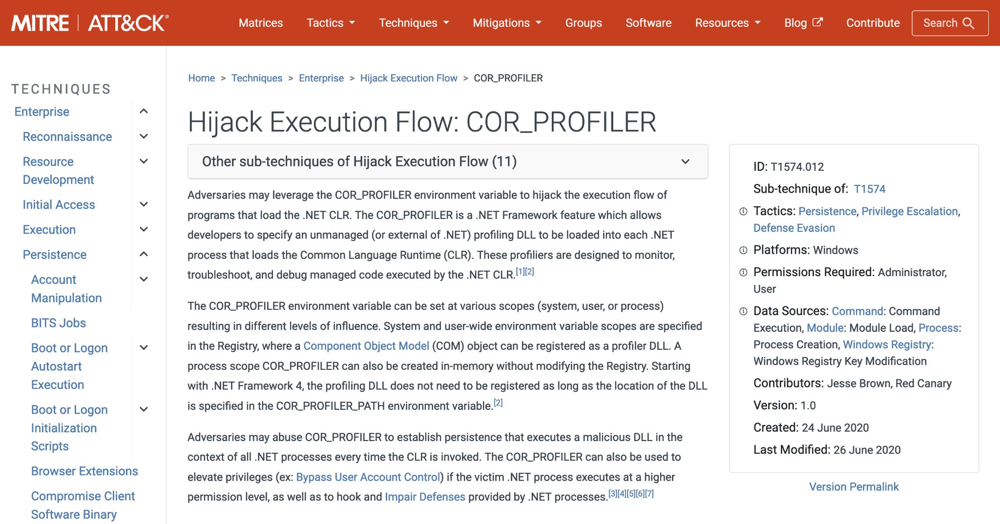 MITRE | ATT&CK®
Matrices Tactics Techniques Mitigations Groups Software Resources Blog Contribute Search
TECHNIQUES
Enterprise
Reconnaissance
Resource
Development
Initial Access
Execution
Persistence
Account
Manipulation
BITS Jobs
Boot or Logon
Autostart
Execution
Boot or Logon
Initialization
Scripts
Browser Extensions
Compromise Client
Software Binary
Home > Techniques > Enterprise > Hijack Execution Flow > COR_PROFILER
Hijack Execution Flow: COR_PROFILER
Other sub-techniques of Hijack Execution Flow (11)
Adversaries may leverage the COR_PROFILER environment variable to hijack the execution flow of
programs that load the .NET CLR. The COR_PROFILER is a .NET Framework feature which allows
developers to specify an unmanaged (or external of .NET) profiling DLL to be loaded into each .NET
process that loads the Common Language Runtime (CLR). These profiliers are designed to monitor,
troubleshoot, and debug managed code executed by the .NET CLR.[1][2]
The COR_PROFILER environment variable can be set at various scopes (system, user, or process)
resulting in different levels of influence. System and user-wide environment variable scopes are specified
in the Registry, where a Component Object Model (COM) object can be registered as a profiler DLL. A
process scope COR_PROFILER can also be created in-memory without modifying the Registry. Starting
with .NET Framework 4, the profiling DLL does not need to be registered as long as the location of the DLL
is specified in the COR_PROFILER_PATH environment variable.[2]
Adversaries may abuse COR_PROFILER to establish persistence that executes a malicious DLL in the
context of all .NET processes every time the CLR is invoked. The COR_PROFILER can also be used to
elevate privileges (ex: Bypass User Account Control) if the victim .NET process executes at a higher
permission level, as well as to hook and Impair Defenses provided by .NET processes.[3][4][5][6][7]
ID: T1574.012
Sub-technique of: T1574
Tactics: Persistence, Privilege Escalation,
Defense Evasion
Platforms: Windows
Permissions Required: Administrator,
User
Data Sources: Command: Command
Execution, Module: Module Load, Process:
Process Creation, Windows Registry:
Windows Registry Key Modification
Contributors: Jesse Brown, Red Canary
Version: 1.0
Created: 24 June 2020
Last Modified: 26 June 2020
Version Permalink